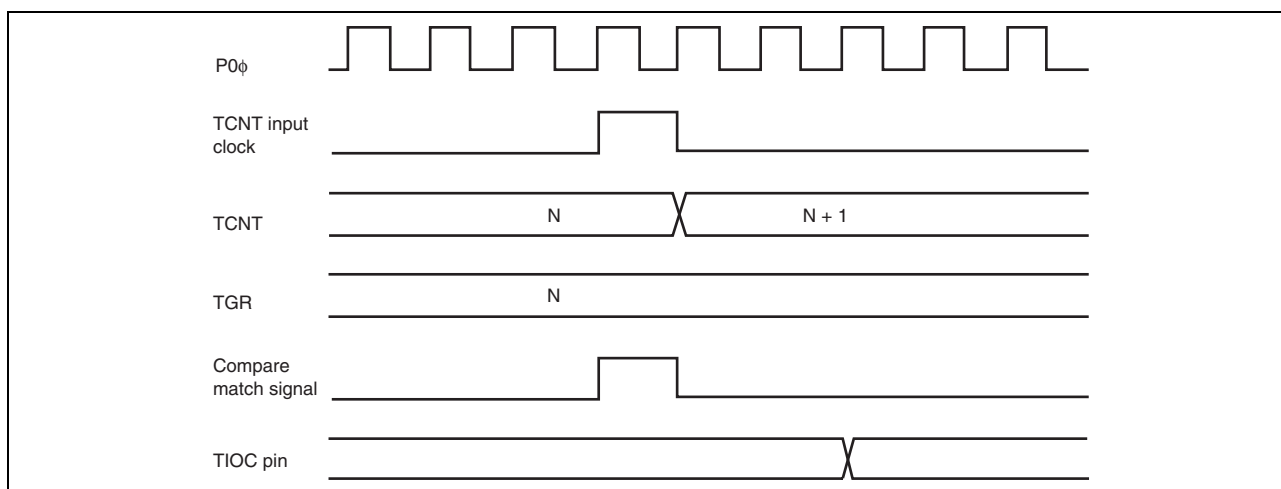 P0ϕ
TCNT input
clock
TCNT
N
N + 1
TGR
N
Compare
match signal
TIOC pin